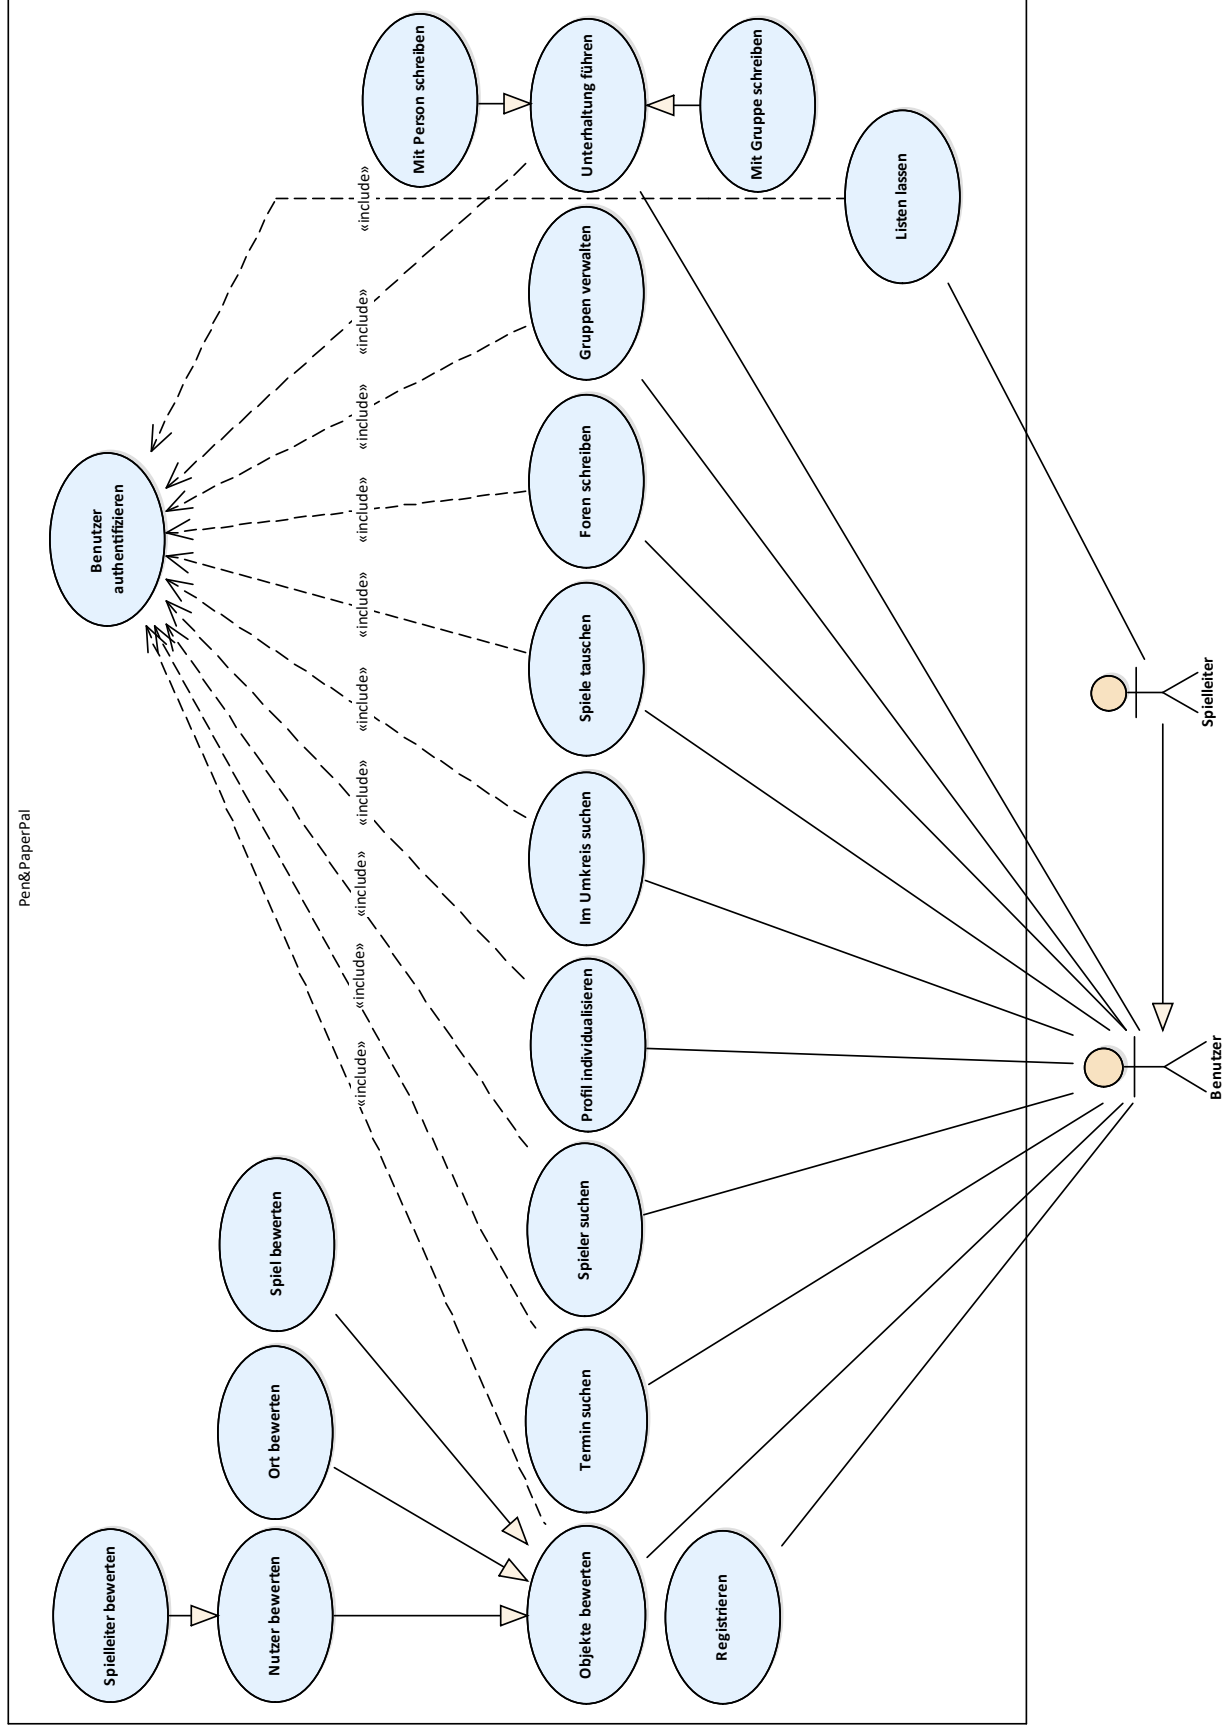 Pen&PaperPal
Spielleiter bewerten
Nutzer bewerten
Ort bewerten
Spiel bewerten
Benutzer
authentifizieren
Mit Person schreiben
«include»
«include»
«include»
«include»
«include»
«include»
«include»
«include»
«include»
«include»
Objekte bewerten
Termin suchen
Spieler suchen
Profil individualisieren
Im Umkreis suchen
Spiele tauschen
Foren schreiben
Gruppen verwalten
Unterhaltung führen
Registrieren
Mit Gruppe schreiben
Listen lassen
Benutzer
Spielleiter